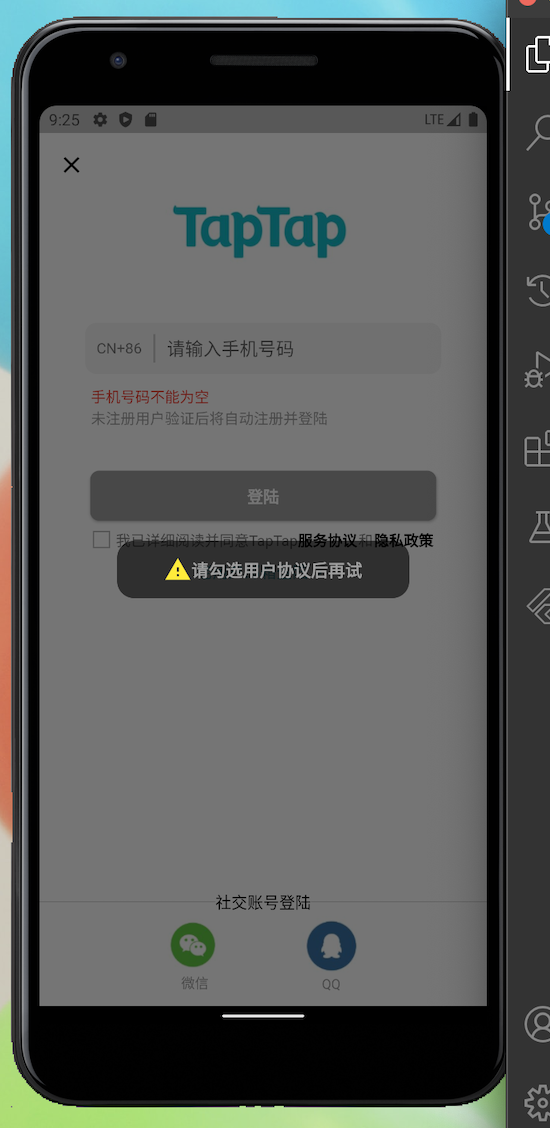 9:25
LTE
TapTap
CN+86 请输入手机号码
手机号码不能为空
未注册用户验证后将自动注册并登陆
登陆
我已详细阅读并同意TapTap服务协议和隐私政策
⚠请勾选用户协议后再试
社交账号登陆
微信 QQ